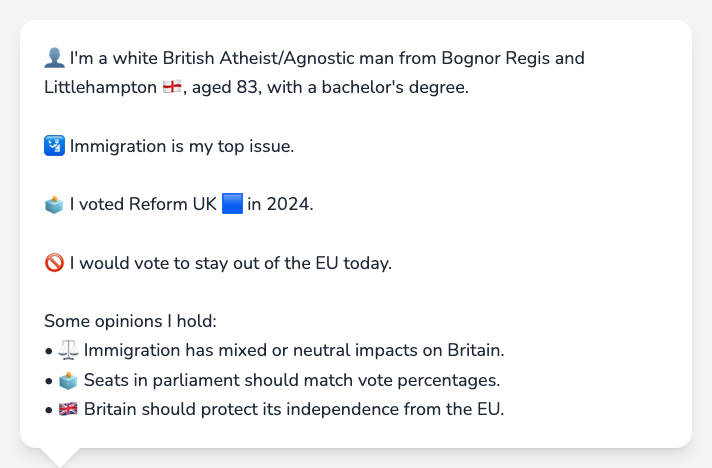 👤 I'm a white British Atheist/Agnostic man from Bognor Regis and
Littlehampton 🏴󠁧󠁢󠁥󠁮󠁧󠁿, aged 83, with a bachelor's degree.
🛂 Immigration is my top issue.
🗳️ I voted Reform UK 🟦 in 2024.
🚫 I would vote to stay out of the EU today.
Some opinions I hold:
• ⚖️ Immigration has mixed or neutral impacts on Britain.
• 🗳️ Seats in parliament should match vote percentages.
• 🇬🇧 Britain should protect its independence from the EU.